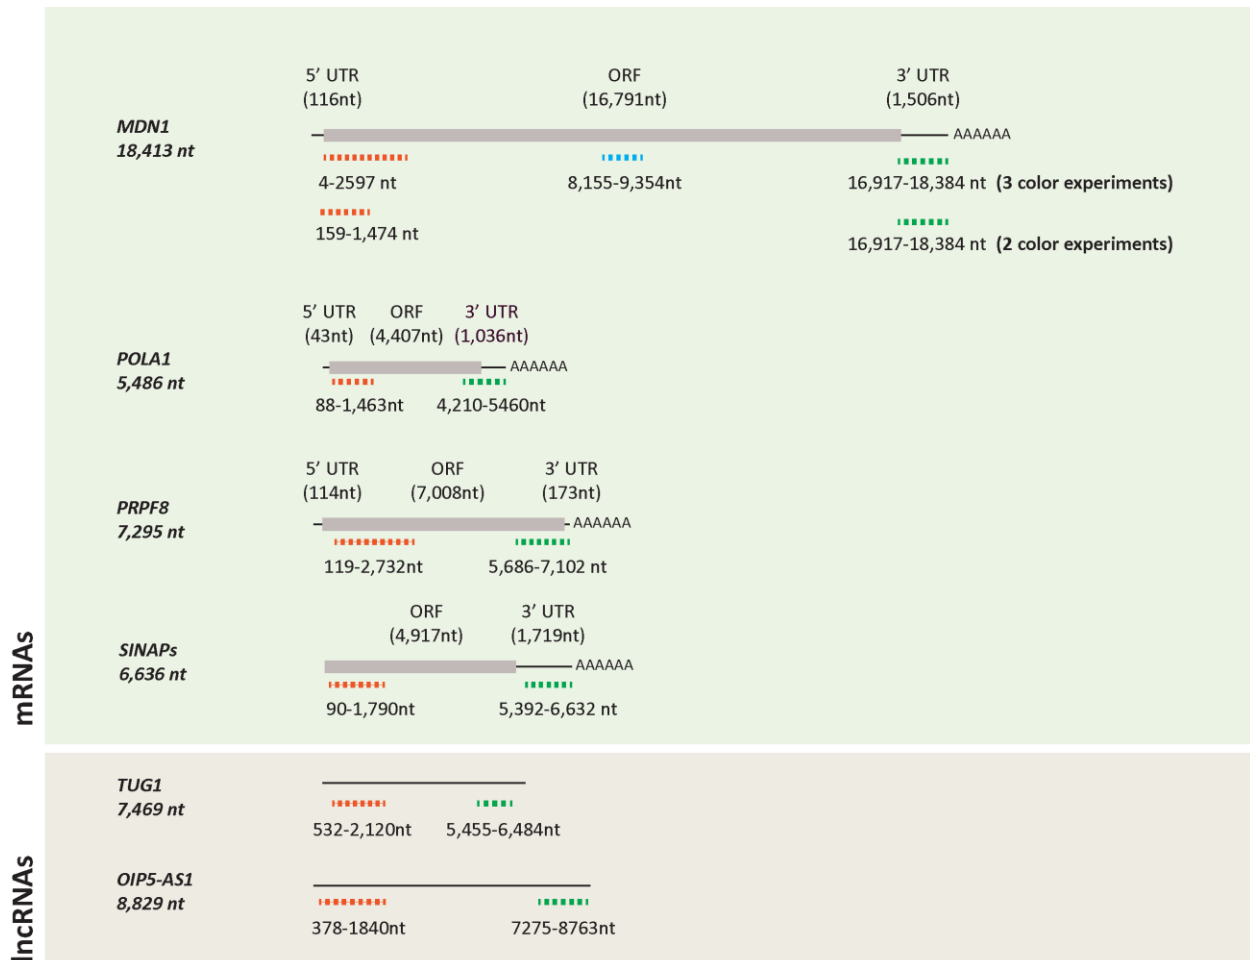 mRNAs
5’ UTR ORF 3’ UTR
(116nt) (16,791nt) (1,506nt)
MDN1
18,413 nt
AAAAAA
4-2597 nt 8,155-9,354nt 16,917-18,384 nt (3 color experiments)
159-1,474 nt 16,917-18,384 nt (2 color experiments)
5’ UTR ORF 3’ UTR
(43nt) (4,407nt) (1,036nt)
POLA1
5,486 nt
AAAAAA
88-1,463nt 4,210-5460nt
5’ UTR ORF 3’ UTR
(114nt) (7,008nt) (173nt)
PRPF8
7,295 nt
AAAAAA
119-2,732nt 5,686-7,102 nt
ORF 3’ UTR
(4,917nt) (1,719nt)
SINAPs
6,636 nt
AAAAAA
90-1,790nt 5,392-6,632 nt
lncRNAs
TUG1
7,469 nt
532-2,120nt 5,455-6,484nt
OIP5-AS1
8,829 nt
378-1840nt 7275-8763nt